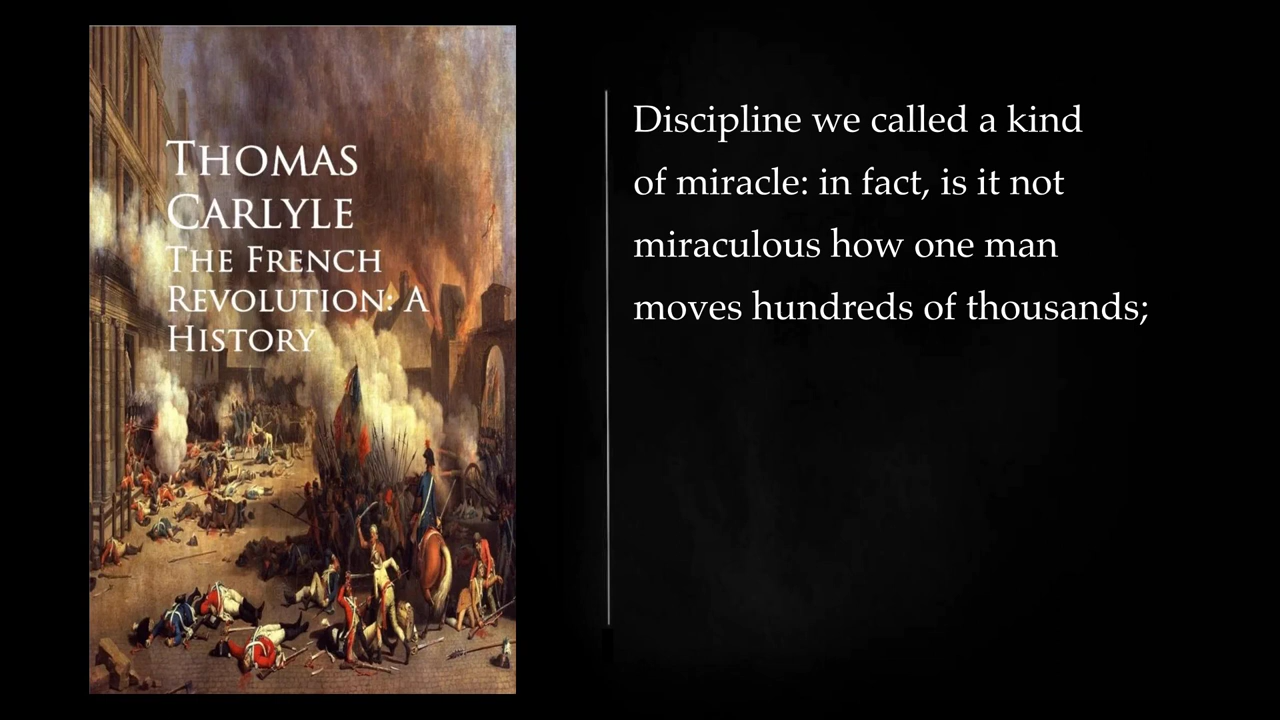 THOMAS
CARLYLE
THE FRENCH
REVOLUTION: A
HISTORY
Discipline we called a kind
of miracle: in fact, is it not
miraculous how one man
moves hundreds of thousands;